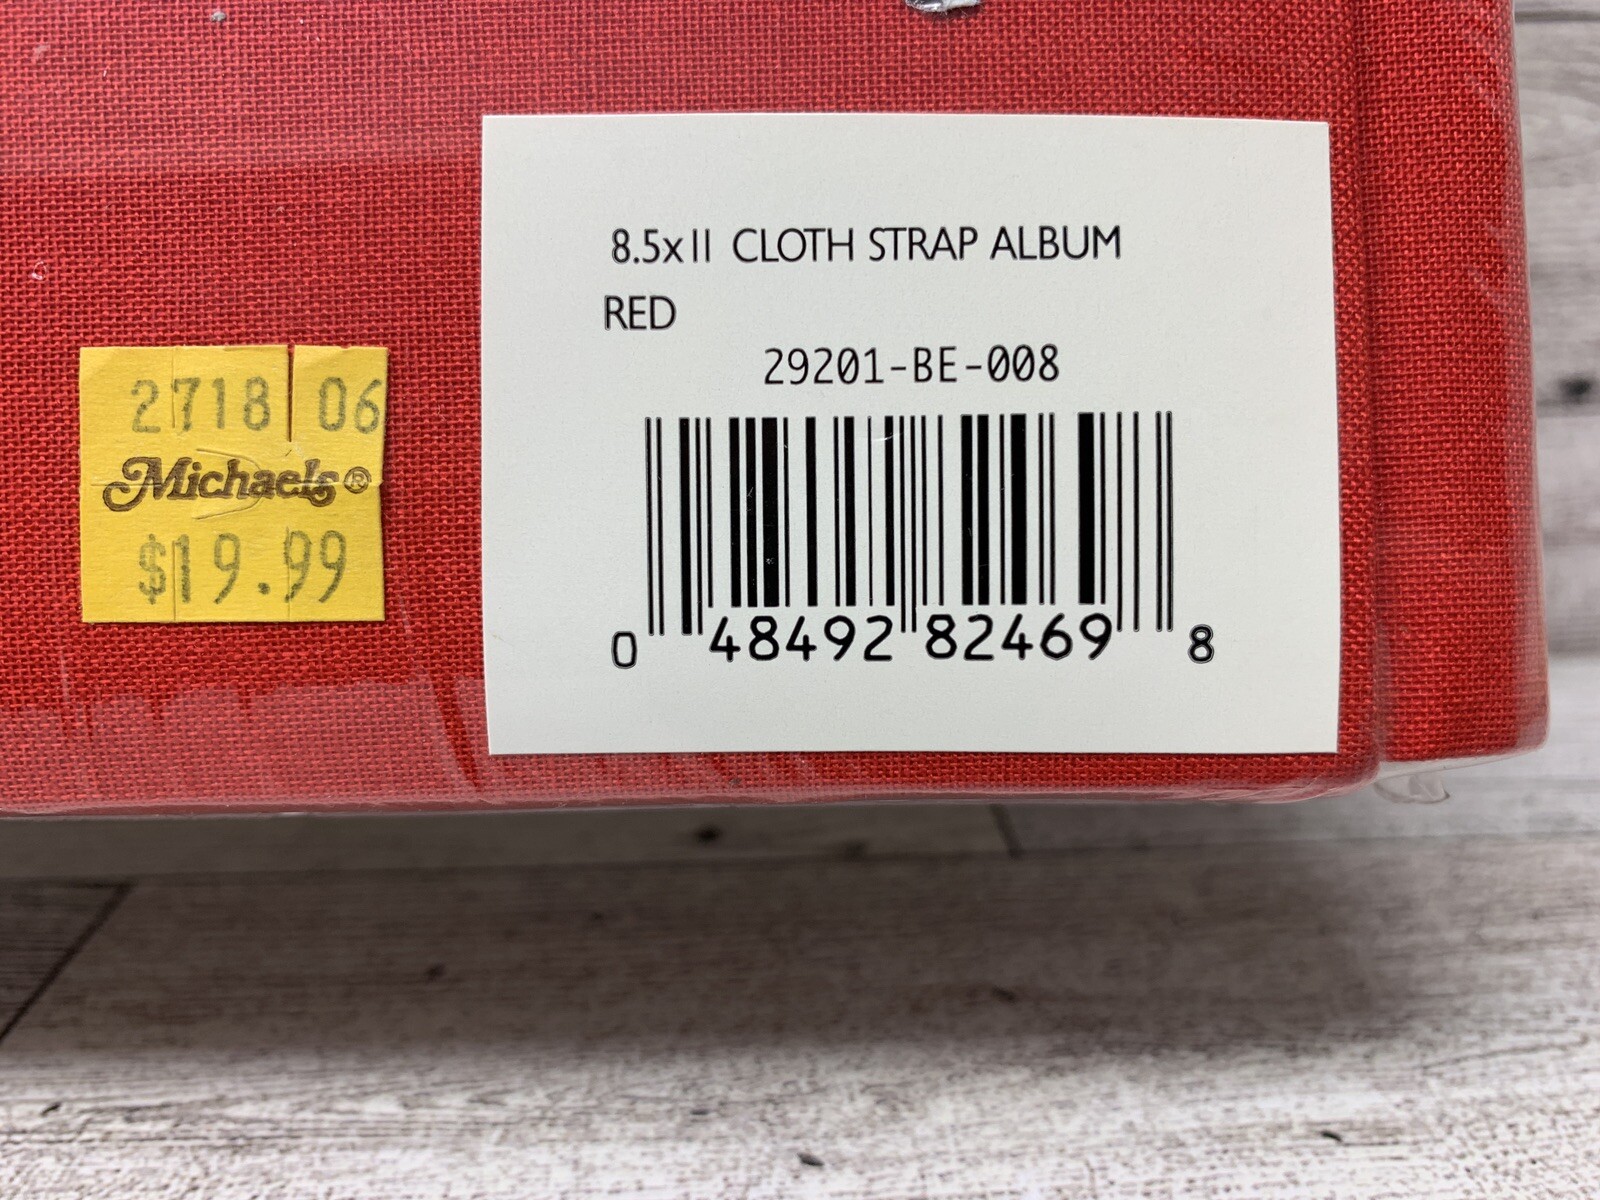 8.5x11 CLOTH STRAP ALBUM
RED
29201-BE-008
0 48492 82469 8
2718 06
Michaels®
$19.99